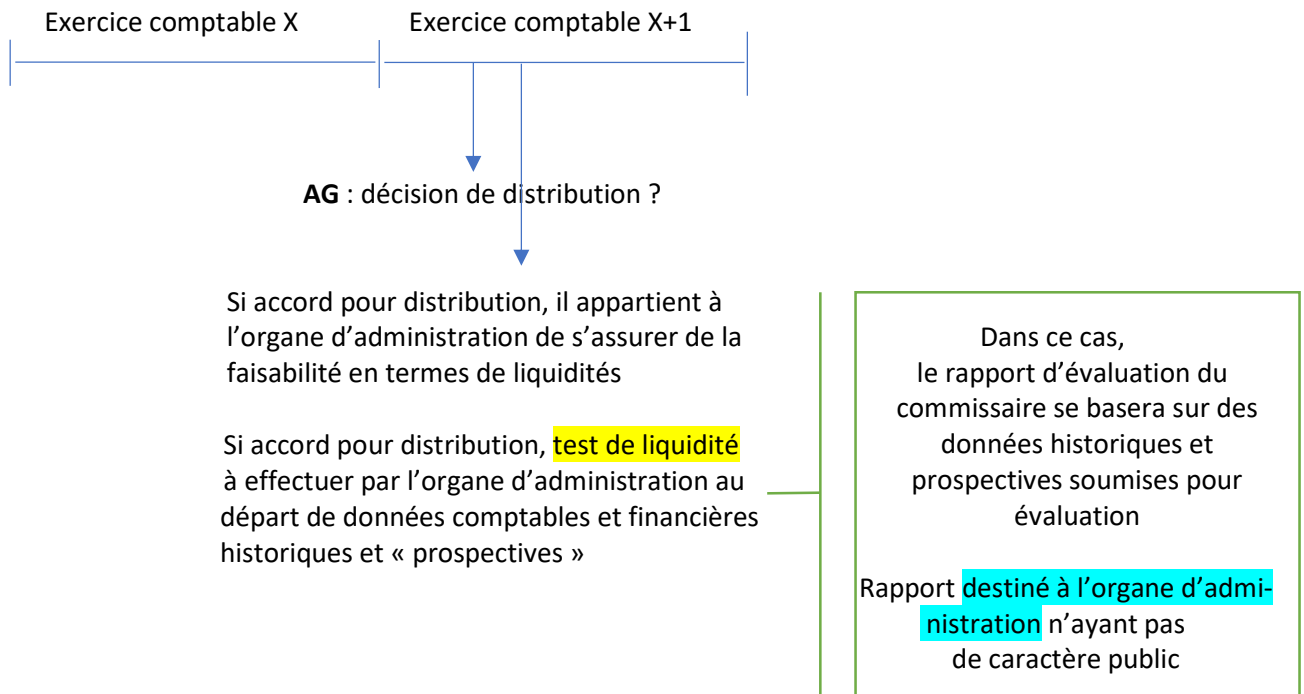 Exercice comptable X
Exercice comptable X+1
AG : décision de distribution ?
Si accord pour distribution, il appartient à
l’organe d’administration de s’assurer de la
faisabilité en termes de liquidités
Si accord pour distribution, test de liquidité
à effectuer par l’organe d’administration au
départ de données comptables et financières
historiques et « prospectives »
Dans ce cas,
le rapport d’évaluation du
commissaire se basera sur des
données historiques et
prospectives soumises pour
évaluation
Rapport destiné à l’organe d’admi-
nistration n’ayant pas
de caractère public